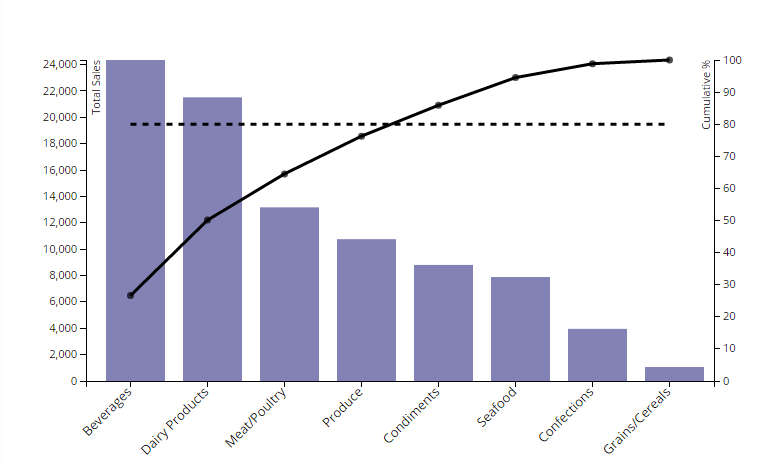 24,000
22,000
20,000
18,000
16,000
14,000
12,000
10,000
8,000
6,000
4,000
2,000
0
Total Sales
Cumulative %
100
90
80
70
60
50
40
30
20
10
0
Beverages
Dairy Products
Meat/Poultry
Produce
Condiments
Seafood
Confections
Grains/Cereals